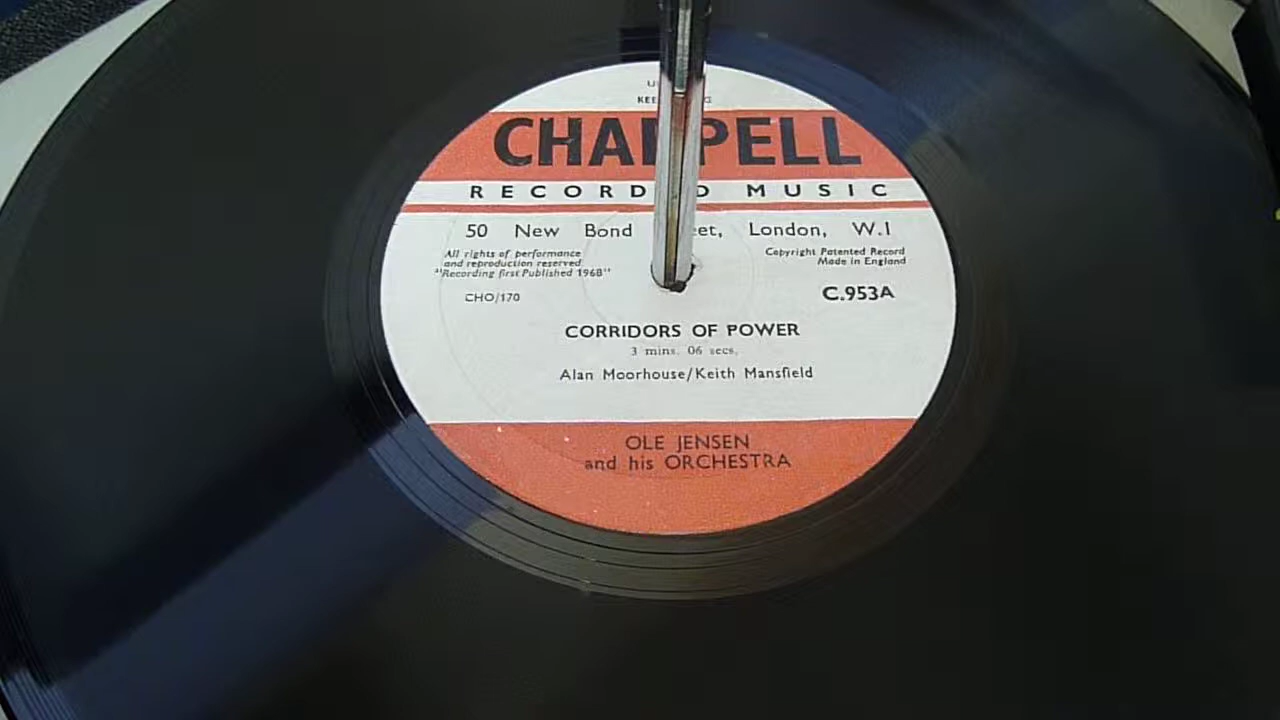 CHAPPELL
RECORDED MUSIC
50 New Bond Street, London, W.1
All rights of performance
and reproduction reserved.
"Recording first Published 1968"
Copyright Patented Record
Made in England
CHO/170
C.953A
CORRIDORS OF POWER
3 mins. 06 secs.
Alan Moorhouse/Keith Mansfield
OLE JENSEN
and his ORCHESTRA